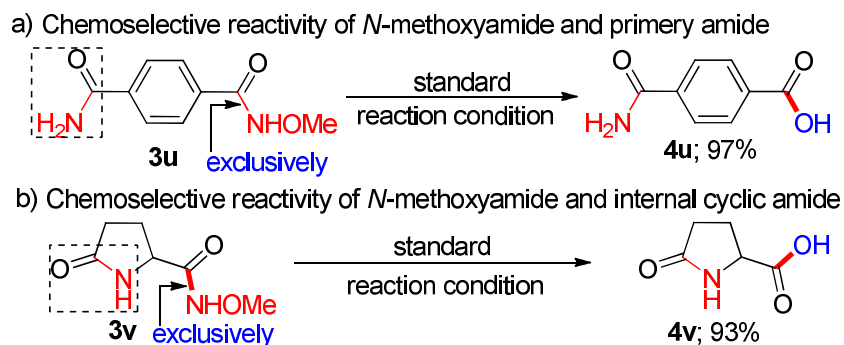 a) Chemoselective reactivity of N-methoxyamide and primery amide
O
O
O
O
standard
reaction condition
H2N
NHOMe
H2N
OH
3u
exclusively
4u; 97%
b) Chemoselective reactivity of N-methoxyamide and internal cyclic amide
O
O
N
H
NHOMe
standard
reaction condition
O
N
H
OH
O
3v
exclusively
4v; 93%